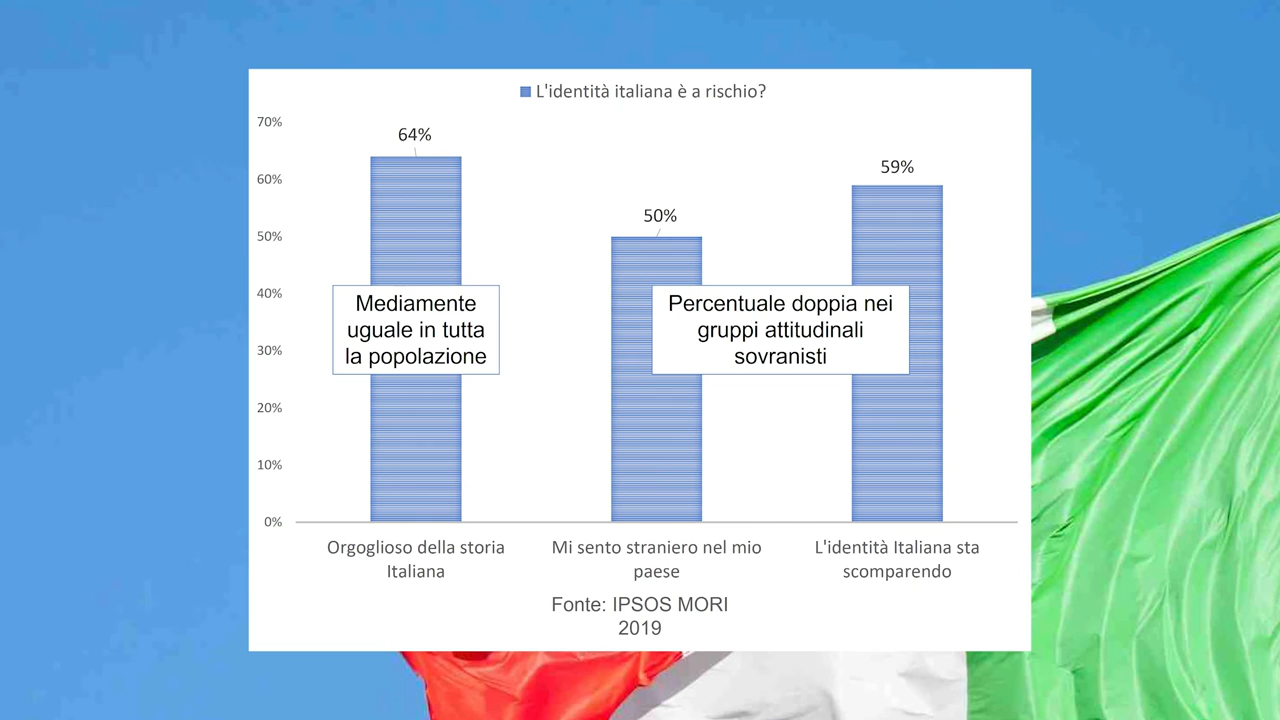 L'identità italiana è a rischio?
70%
60%
50%
40%
30%
20%
10%
0%
64%
50%
59%
Mediamente
uguale in tutta
la popolazione
Percentuale doppia nei
gruppi attitudinali
sovranisti
Orgoglioso della storia
Italiana
Mi sento straniero nel mio
paese
L'identità Italiana sta
scomparendo
Fonte: IPSOS MORI
2019